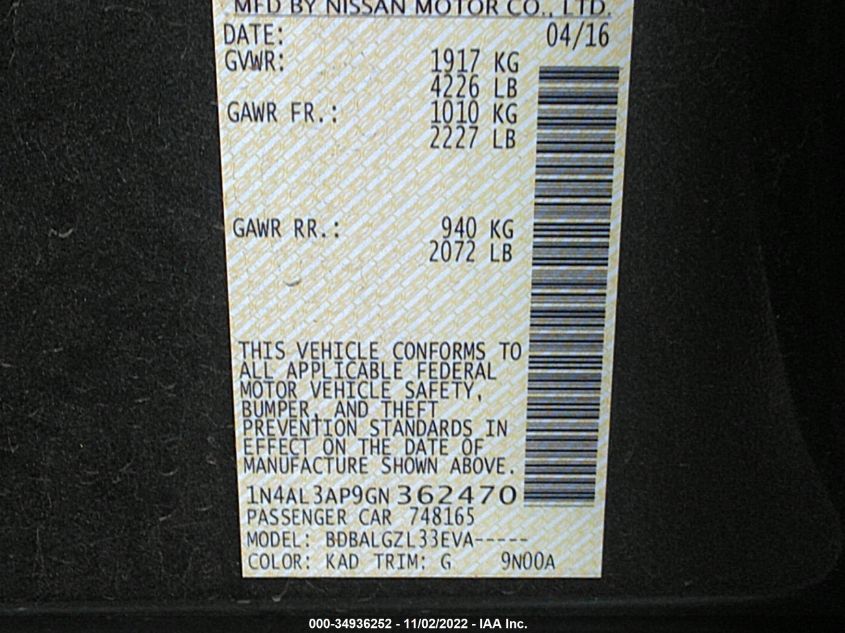 MFD BY NISSAN MOTOR CO., LTD.
DATE: 04/16
GVWR: 1917 KG
4226 LB
GAWR FR.: 1010 KG
2227 LB
GAWR RR.: 940 KG
2072 LB
THIS VEHICLE CONFORMS TO
ALL APPLICABLE FEDERAL
MOTOR VEHICLE SAFETY,
BUMPER, AND THEFT
PREVENTION STANDARDS IN
EFFECT ON THE DATE OF
MANUFACTURE SHOWN ABOVE.
1N4AL3AP9GN362470
PASSENGER CAR 748165
MODEL: BDBALGZL33EVA-----
COLOR: KAD TRIM: G 9N00A
000-34936252 - 11/02/2022 - IAA Inc.